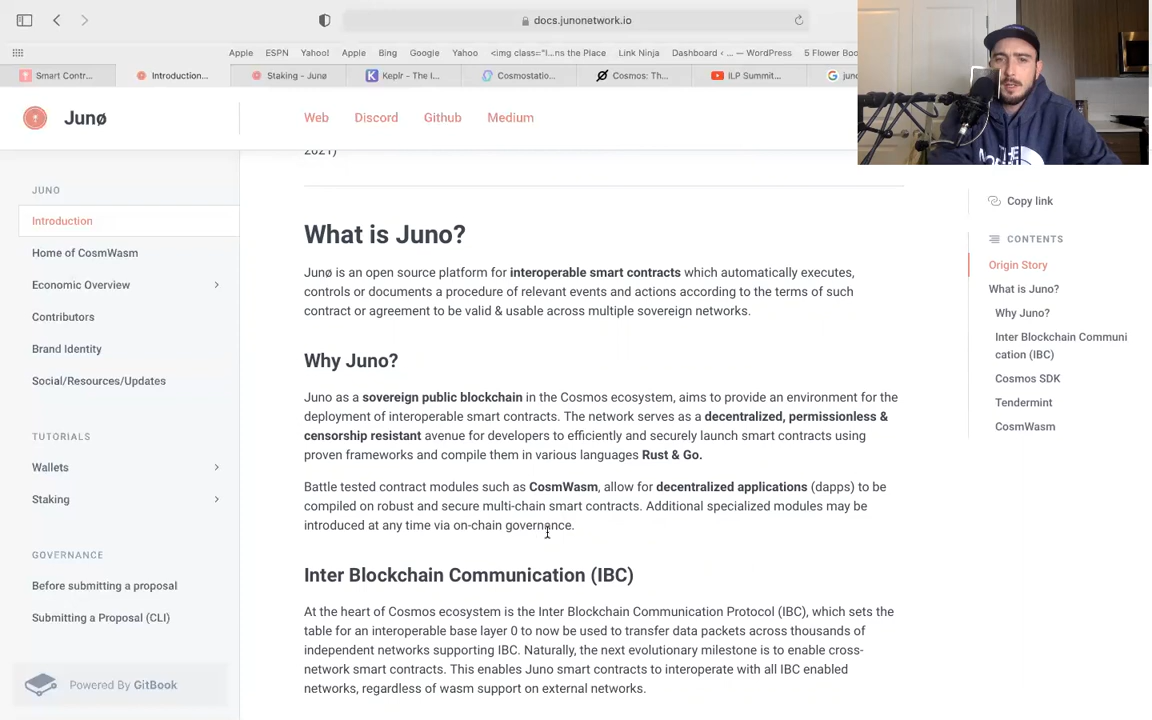 docs.junonetwork.io
Apple ESPN Yahoo! Apple Bing Google Yahoo <img class="l...ns the Place Link Ninja Dashboard ‹ ... — WordPress 5 Flower
Smart Contr... Introduction... Staking - Junø Keplr - The I... Cosmostatio... Cosmos: Th... ILP Summit...
Junø Web Discord Github Medium
2021)
JUNO
Introduction
Home of CosmWasm
Economic Overview
Contributors
Brand Identity
Social/Resources/Updates
TUTORIALS
Wallets
Staking
GOVERNANCE
Before submitting a proposal
Submitting a Proposal (CLI)
Powered By GitBook
What is Juno?
Junø is an open source platform for interoperable smart contracts which automatically executes,
controls or documents a procedure of relevant events and actions according to the terms of such
contract or agreement to be valid & usable across multiple sovereign networks.
Why Juno?
Juno as a sovereign public blockchain in the Cosmos ecosystem, aims to provide an environment for the
deployment of interoperable smart contracts. The network serves as a decentralized, permissionless &
censorship resistant avenue for developers to efficiently and securely launch smart contracts using
proven frameworks and compile them in various languages Rust & Go.
Battle tested contract modules such as CosmWasm, allow for decentralized applications (dapps) to be
compiled on robust and secure multi-chain smart contracts. Additional specialized modules may be
introduced at any time via on-chain governance.
Inter Blockchain Communication (IBC)
At the heart of Cosmos ecosystem is the Inter Blockchain Communication Protocol (IBC), which sets the
table for an interoperable base layer 0 to now be used to transfer data packets across thousands of
independent networks supporting IBC. Naturally, the next evolutionary milestone is to enable cross-
network smart contracts. This enables Juno smart contracts to interoperate with all IBC enabled
networks, regardless of wasm support on external networks.
Copy link
CONTENTS
Origin Story
What is Juno?
Why Juno?
Inter Blockchain Communi
cation (IBC)
Cosmos SDK
Tendermint
CosmWasm
THE